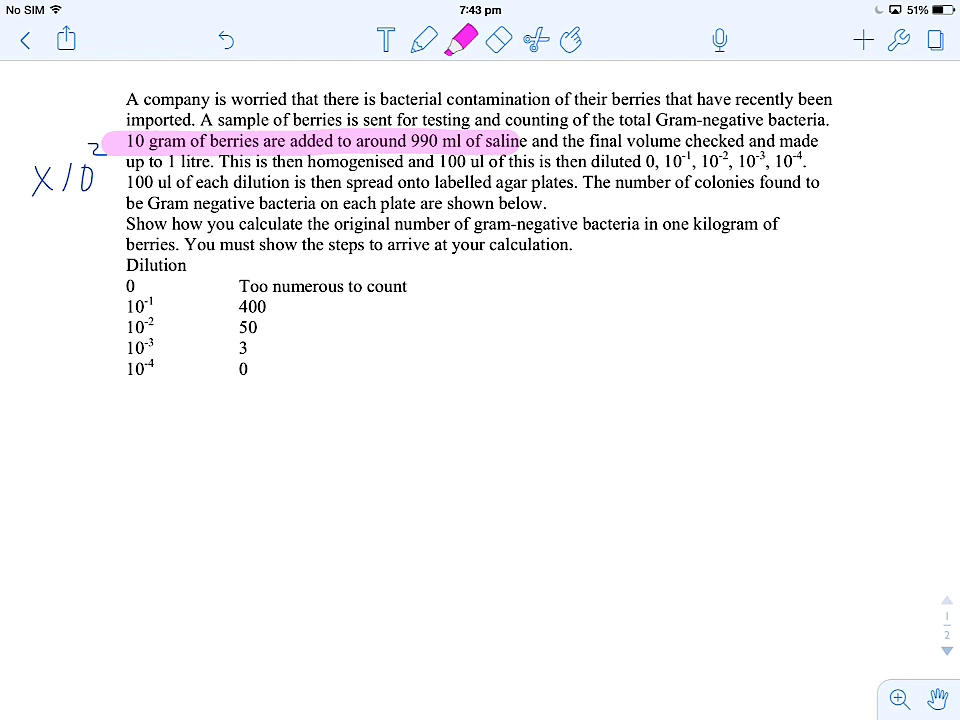 No SIM
7:43 pm
51%
T
A company is worried that there is bacterial contamination of their berries that have recently been
imported. A sample of berries is sent for testing and counting of the total Gram-negative bacteria.
10 gram of berries are added to around 990 ml of saline and the final volume checked and made
up to 1 litre. This is then homogenised and 100 ul of this is then diluted 0, 10⁻¹, 10⁻², 10⁻³, 10⁻⁴.
x10²
100 ul of each dilution is then spread onto labelled agar plates. The number of colonies found to
be Gram negative bacteria on each plate are shown below.
Show how you calculate the original number of gram-negative bacteria in one kilogram of
berries. You must show the steps to arrive at your calculation.
Dilution
0 Too numerous to count
10⁻¹ 400
10⁻² 50
10⁻³ 3
10⁻⁴ 0
1
2